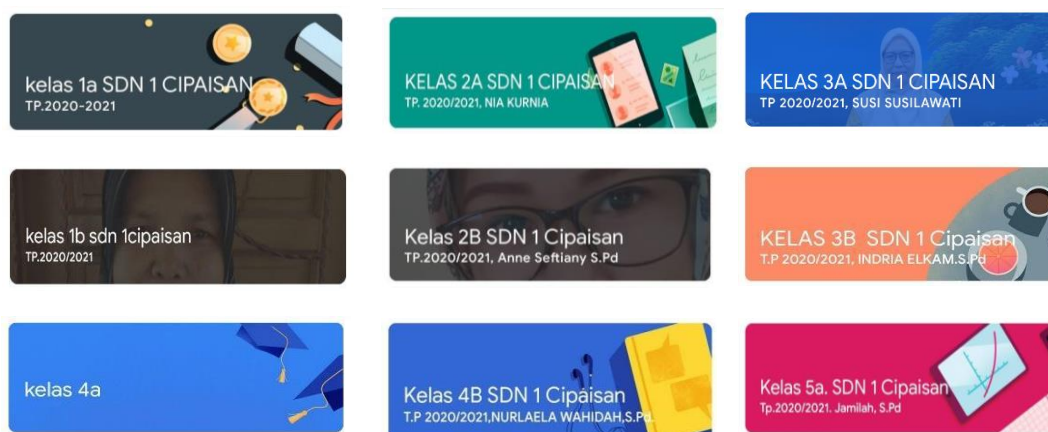 kelas 1a SDN 1 CIPAISAN
TP.2020-2021
KELAS 2A SDN 1 CIPAISAN
TP. 2020/2021, NIA KURNIA
KELAS 3A SDN 1 CIPAISAN
TP 2020/2021, SUSI SUSILAWATI
kelas 1b sdn 1cipaisan
TP.2020/2021
Kelas 2B SDN 1 Cipaisan
TP.2020/2021, Anne Seftiany S.Pd
KELAS 3B SDN 1 Cipaisan
T.P 2020/2021, INDRIA ELKAM.S.Pd
kelas 4a
Kelas 4B SDN 1 Cipaisan
T.P 2020/2021,NURLAELA WAHIDAH,S.Pd.
Kelas 5a. SDN 1 Cipaisan
Tp.2020/2021. Jamilah, S.Pd